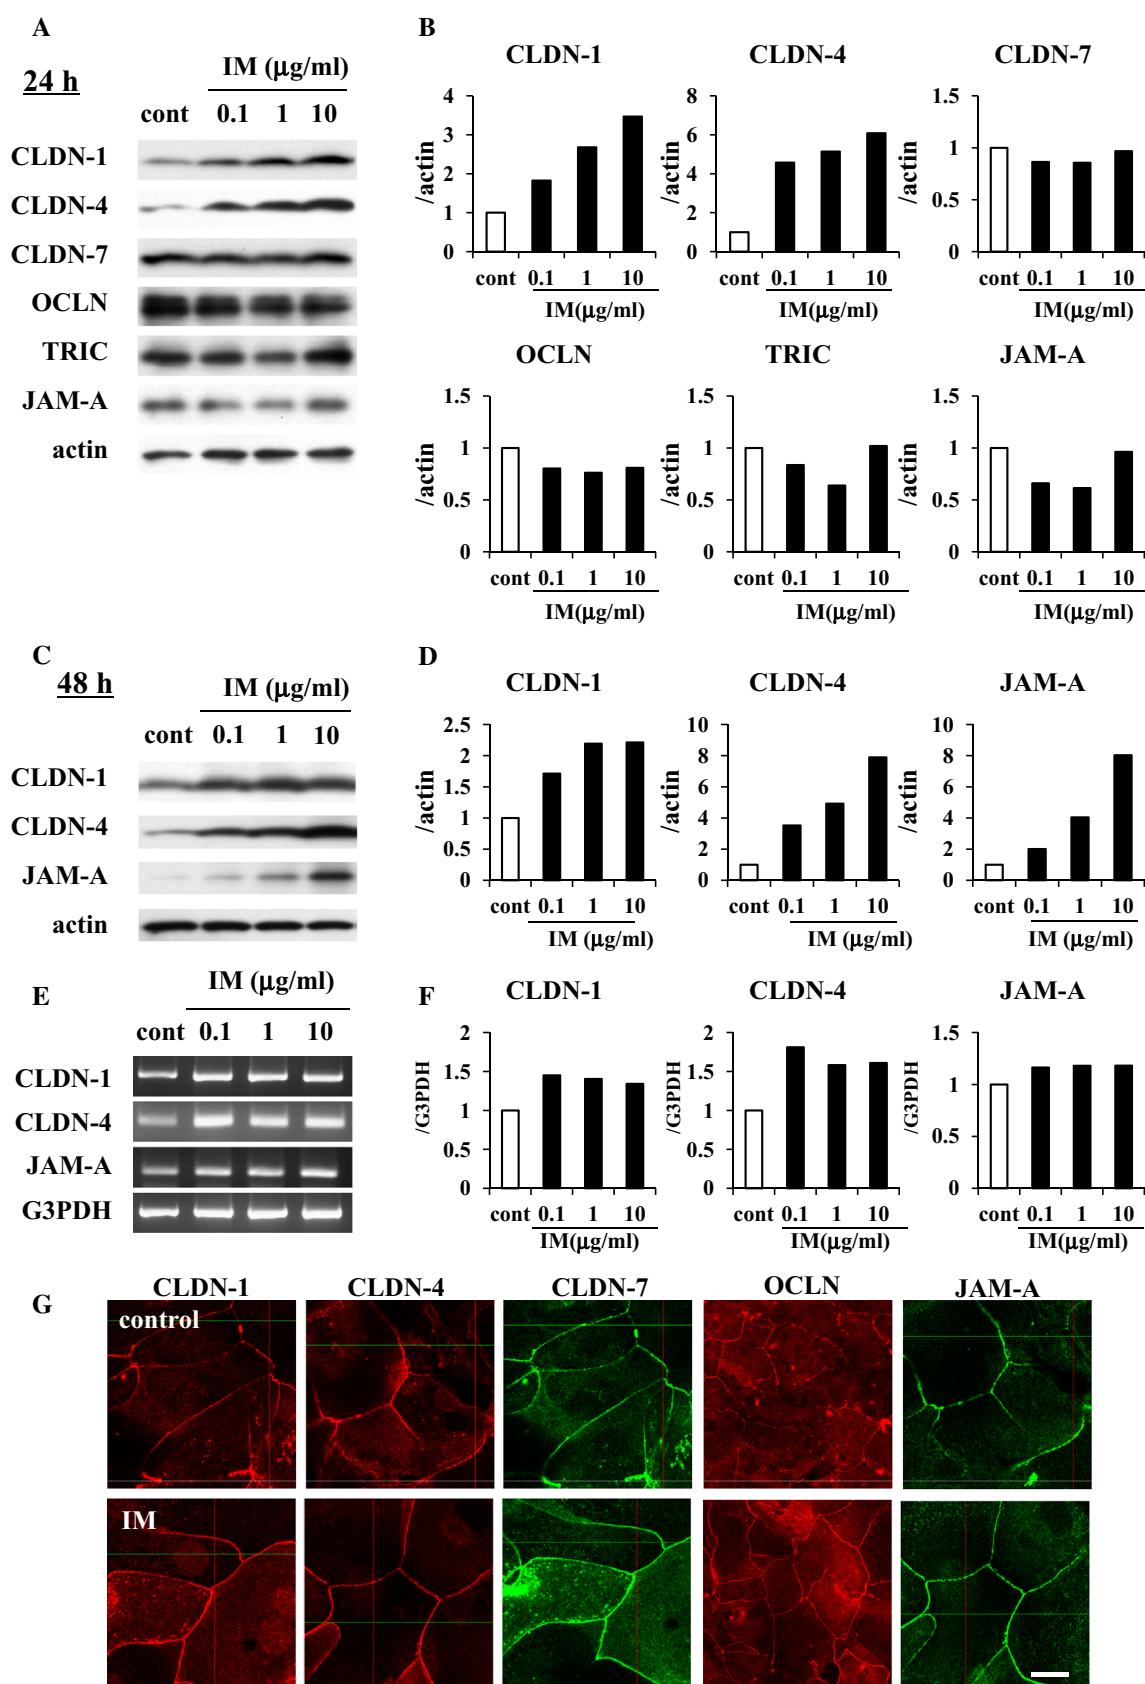 A
24 h
IM (μg/ml)
cont 0.1 1 10
CLDN-1
CLDN-4
CLDN-7
OCLN
TRIC
JAM-A
actin
B
CLDN-1
/actin
4
3
2
1
0
cont 0.1 1 10
IM(μg/ml)
CLDN-4
/actin
8
6
4
2
0
cont 0.1 1 10
IM(μg/ml)
CLDN-7
/actin
1.5
1
0.5
0
cont 0.1 1 10
IM(μg/ml)
OCLN
/actin
1.5
1
0.5
0
cont 0.1 1 10
IM(μg/ml)
TRIC
/actin
1.5
1
0.5
0
cont 0.1 1 10
IM(μg/ml)
JAM-A
/actin
1.5
1
0.5
0
cont 0.1 1 10
IM(μg/ml)
C
48 h
IM (μg/ml)
cont 0.1 1 10
CLDN-1
CLDN-4
JAM-A
actin
D
CLDN-1
/actin
2.5
2
1.5
1
0.5
0
cont 0.1 1 10
IM (μg/ml)
CLDN-4
/actin
10
8
6
4
2
0
cont 0.1 1 10
IM (μg/ml)
JAM-A
/actin
10
8
6
4
2
0
cont 0.1 1 10
IM (μg/ml)
E
IM (μg/ml)
cont 0.1 1 10
CLDN-1
CLDN-4
JAM-A
G3PDH
F
CLDN-1
/G3PDH
2
1.5
1
0.5
0
cont 0.1 1 10
IM(μg/ml)
CLDN-4
/G3PDH
2
1.5
1
0.5
0
cont 0.1 1 10
IM(μg/ml)
JAM-A
/G3PDH
1.5
1
0.5
0
cont 0.1 1 10
IM(μg/ml)
G
CLDN-1 CLDN-4 CLDN-7 OCLN JAM-A
control
IM